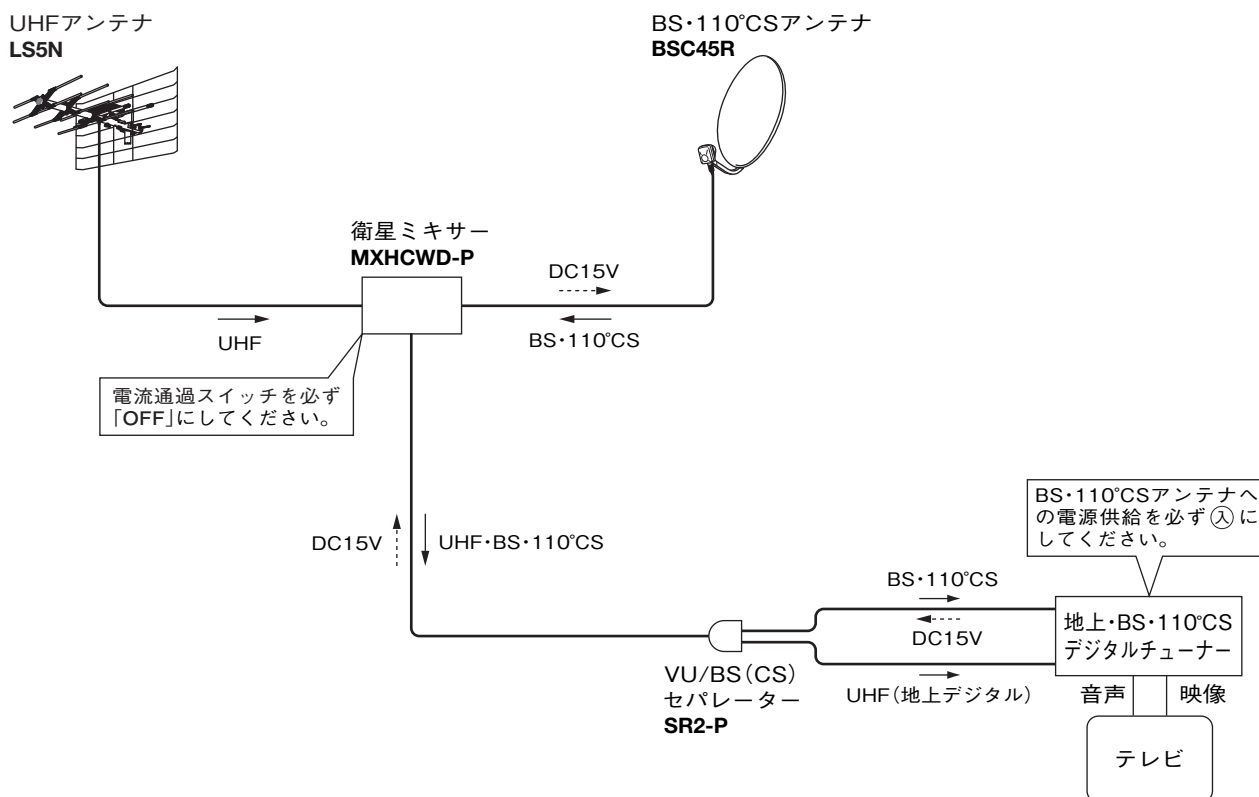 UHFアンテナ
LS5N
BS・110°CSアンテナ
BSC45R
衛星ミキサー
MXHCWD-P
DC15V
UHF
BS・110°CS
電流通過スイッチを必ず
「OFF」にしてください。
BS・110°CSアンテナへ
の電源供給を必ず㊅に
してください。
DC15V
UHF・BS・110°CS
BS・110°CS
DC15V
地上・BS・110°CS
デジタルチューナー
VU/BS(CS)
セパレーター
SR2-P
UHF(地上デジタル)
音声
映像
テレビ